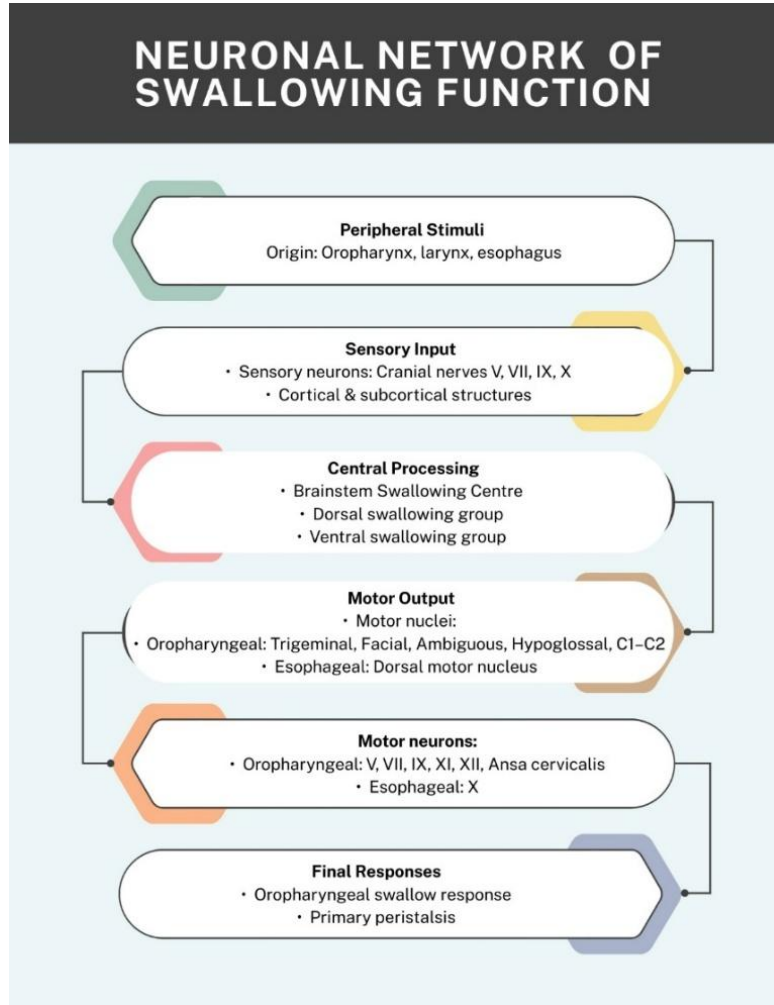 NEURONAL NETWORK OF
SWALLOWING FUNCTION
Peripheral Stimuli
Origin: Oropharynx, larynx, esophagus
Sensory Input
• Sensory neurons: Cranial nerves V, VII, IX, X
• Cortical & subcortical structures
Central Processing
• Brainstem Swallowing Centre
• Dorsal swallowing group
• Ventral swallowing group
Motor Output
• Motor nuclei:
• Oropharyngeal: Trigeminal, Facial, Ambiguous, Hypoglossal, C1–C2
• Esophageal: Dorsal motor nucleus
Motor neurons:
• Oropharyngeal: V, VII, IX, XI, XII, Ansa cervicalis
• Esophageal: X
Final Responses
• Oropharyngeal swallow response
• Primary peristalsis